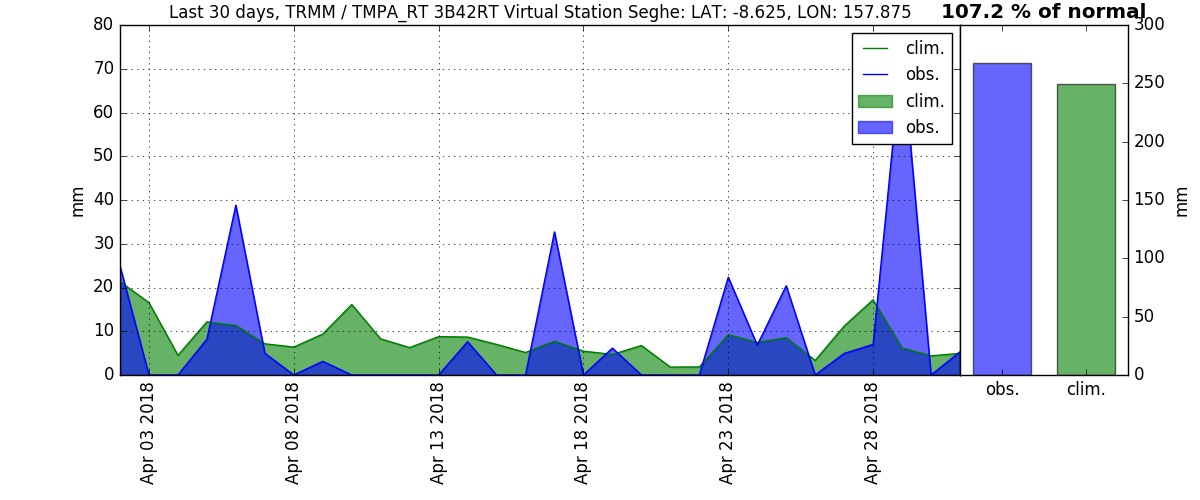 Last 30 days, TRMM / TMPA_RT 3B42RT Virtual Station Seghe: LAT: -8.625, LON: 157.875
107.2 % of normal
80
70
60
50
40
30
20
10
0
mm
clim.
obs.
clim.
obs.
Apr 03 2018
Apr 08 2018
Apr 13 2018
Apr 18 2018
Apr 23 2018
Apr 28 2018
300
250
200
150
100
50
0
mm
obs.
clim.